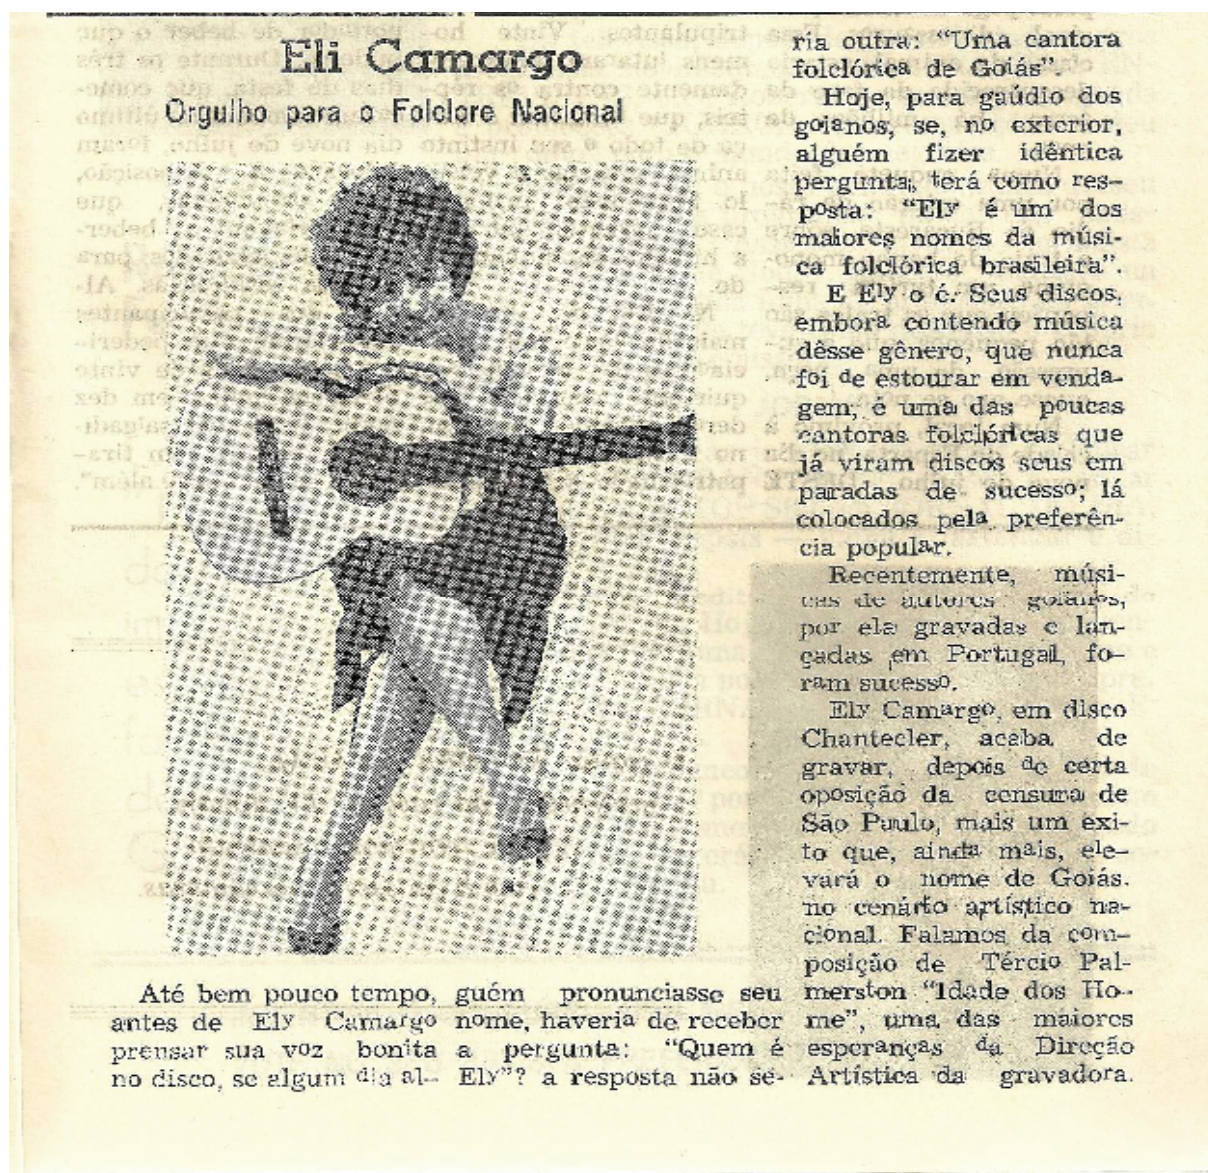 Eli Camargo
Orgulho para o Folclore Nacional
Até bem pouco tempo,
antes de Ely Camargo
prensar sua voz bonita
no disco, se algum dia al-
guém pronunciasse seu
nome, haveria de receber
a pergunta: "Quem é
Ely"? a resposta não se-
ria outra: "Uma cantora
folclórica de Goiás".
Hoje, para gaúdio dos
goianos, se, no exterior,
alguém fizer idêntica
pergunta, terá como res-
posta: "Ely é um dos
maiores nomes da músi-
ca folclórica brasileira".
E Ely o é. Seus discos,
embora contendo música
dêsse gênero, que nunca
foi de estourar em venda-
gem, é uma das poucas
cantoras folclóricas que
já viram discos seus em
paradas de sucesso; lá
colocados pela preferên-
cia popular.
Recentemente, músi-
cas de autores goianos,
por ela gravadas e lan-
çadas em Portugal, fo-
ram sucesso.
Ely Camargo, em disco
Chantecler, acaba de
gravar, depois de certa
oposição da censura de
São Paulo, mais um exi-
to que, ainda mais, ele-
vará o nome de Goiás.
no cenário artístico na-
cional. Falamos da com-
posição de Tércio Pal-
merston "Idade dos Ho-
me", uma das maiores
esperanças da Direção
Artística da gravadora.